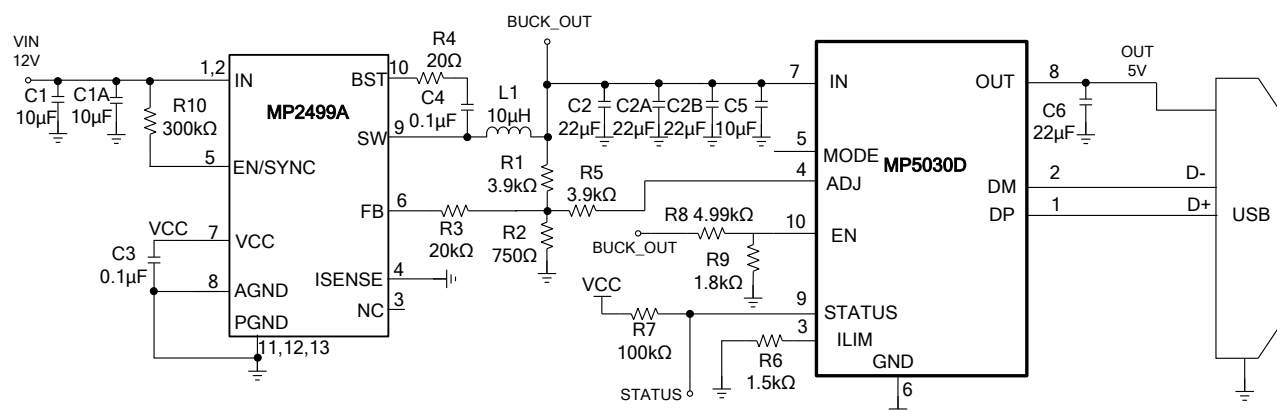 BUCK_OUT
VIN
12V
1,2
IN
MP2499A
BST
10
R4
20Ω
C4
0.1µF
L1
10µH
C1
10µF
C1A
10µF
R10
300kΩ
5
EN/SYNC
SW
9
R1
3.9kΩ
R5
3.9kΩ
FB
6
R3
20kΩ
R2
750Ω
VCC
7
VCC
C3
0.1µF
8
AGND
ISENSE
4
NC
3
PGND
11,12,13
C2
22µF
C2A
22µF
C2B
22µF
C5
10µF
7
IN
5
MODE
4
ADJ
MP5030D
R8 4.99kΩ
BUCK_OUT
R9
1.8kΩ
10
EN
VCC
R7
100kΩ
STATUS
9
STATUS
3
ILIM
R6
1.5kΩ
GND
6
OUT
8
OUT
5V
C6
22µF
DM
2
D-
DP
1
D+
USB